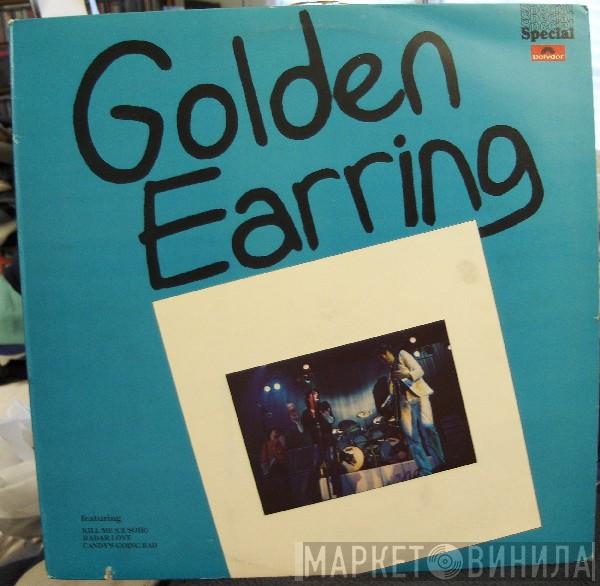 Special
Polydor
Golden
Earring
featuring
KILL ME (CE SOIR)
RADAR LOVE
CANDY'S GOING BAD
МАРКЕТ ВИНИЛА